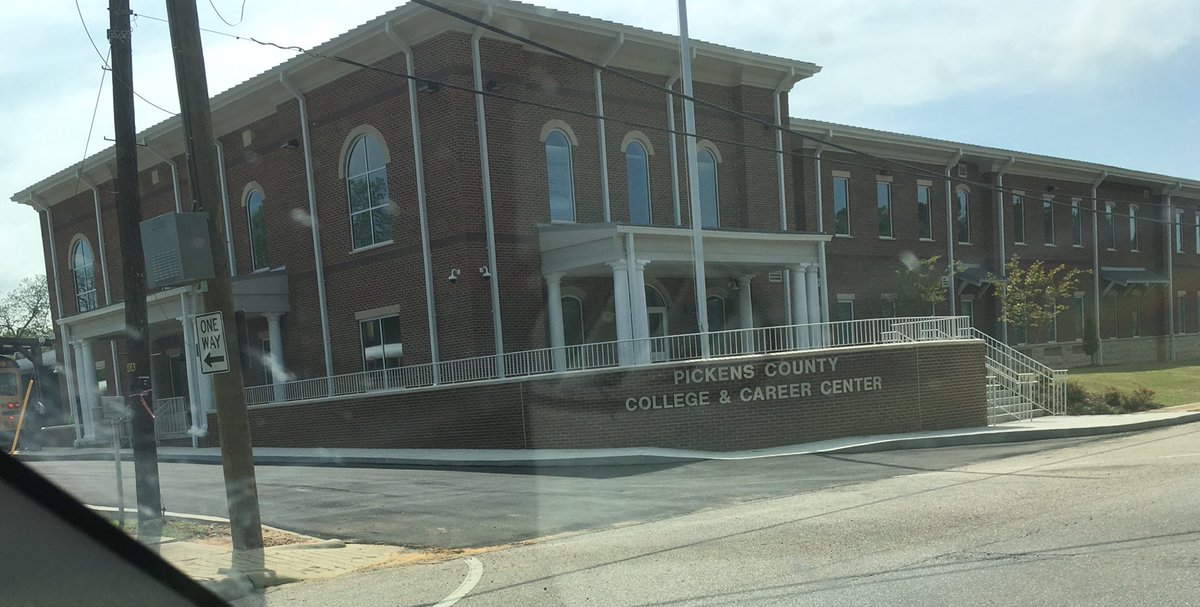 ONE WAY
PICKENS COUNTY
COLLEGE & CAREER CENTER